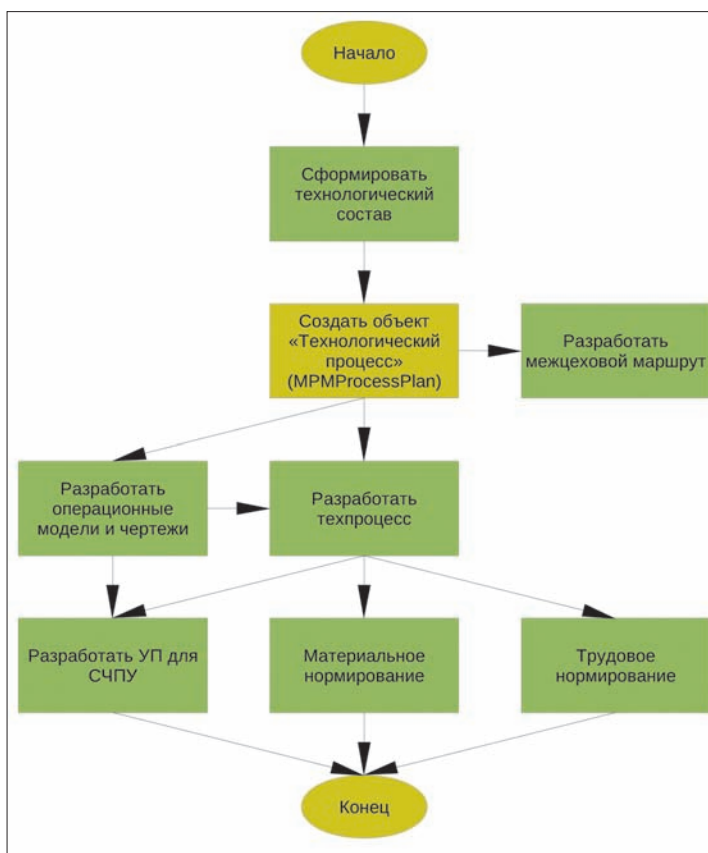 Начало
Сформировать
технологический
состав
Создать объект
«Технологический
процесс»
(MPMProcessPlan)
Разработать
межцеховой маршрут
Разработать
операционные
модели и чертежи
Разработать
техпроцесс
Разработать УП для
СЧПУ
Материальное
нормирование
Трудовое
нормирование
Конец